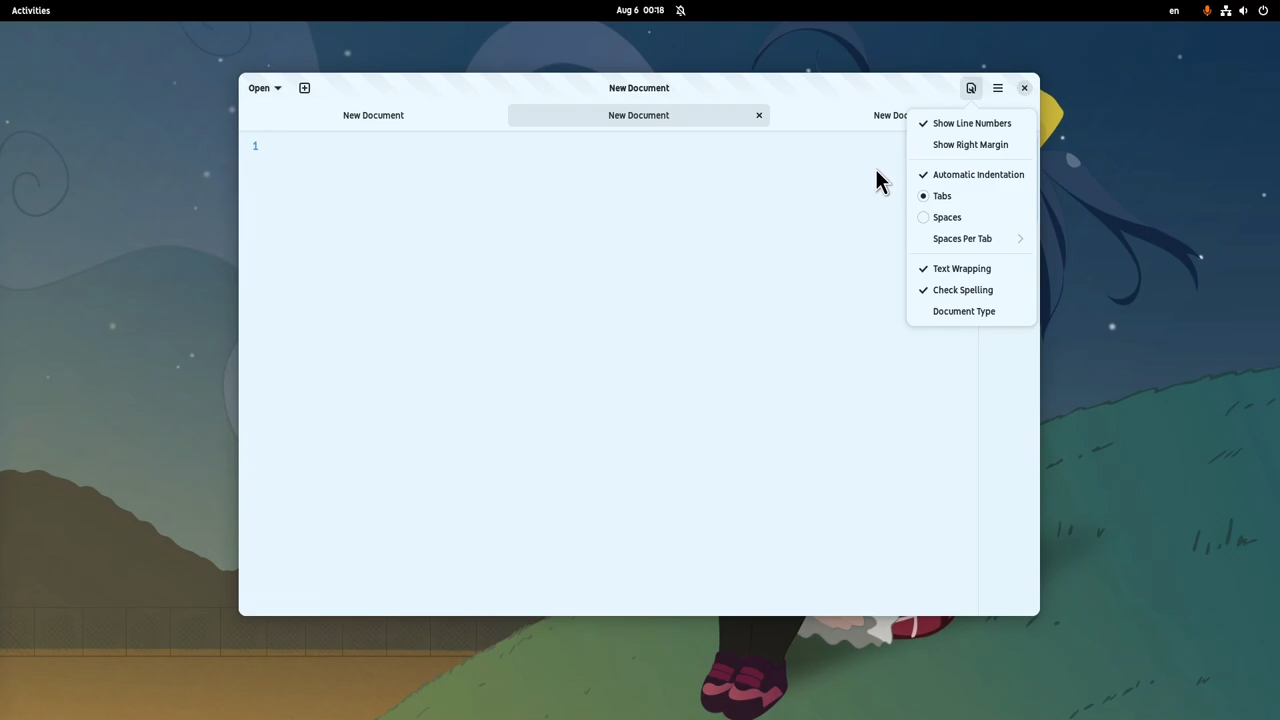 Activities
Aug 6 00:18
en
Open
New Document
New Document
New Document
New Doc
1
Show Line Numbers
Show Right Margin
Automatic Indentation
Tabs
Spaces
Spaces Per Tab
Text Wrapping
Check Spelling
Document Type